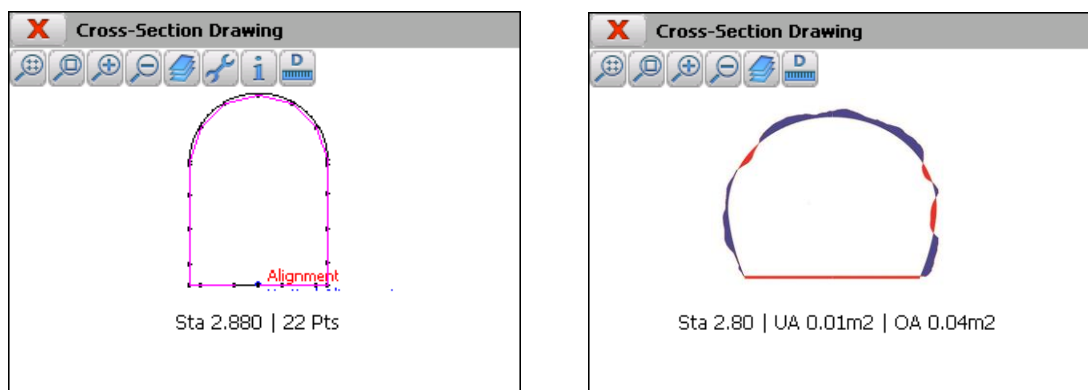 Cross-Section Drawing
D
Alignment
Sta 2.880 | 22 Pts
Cross-Section Drawing
D
Sta 2.80 | UA 0.01m2 | OA 0.04m2